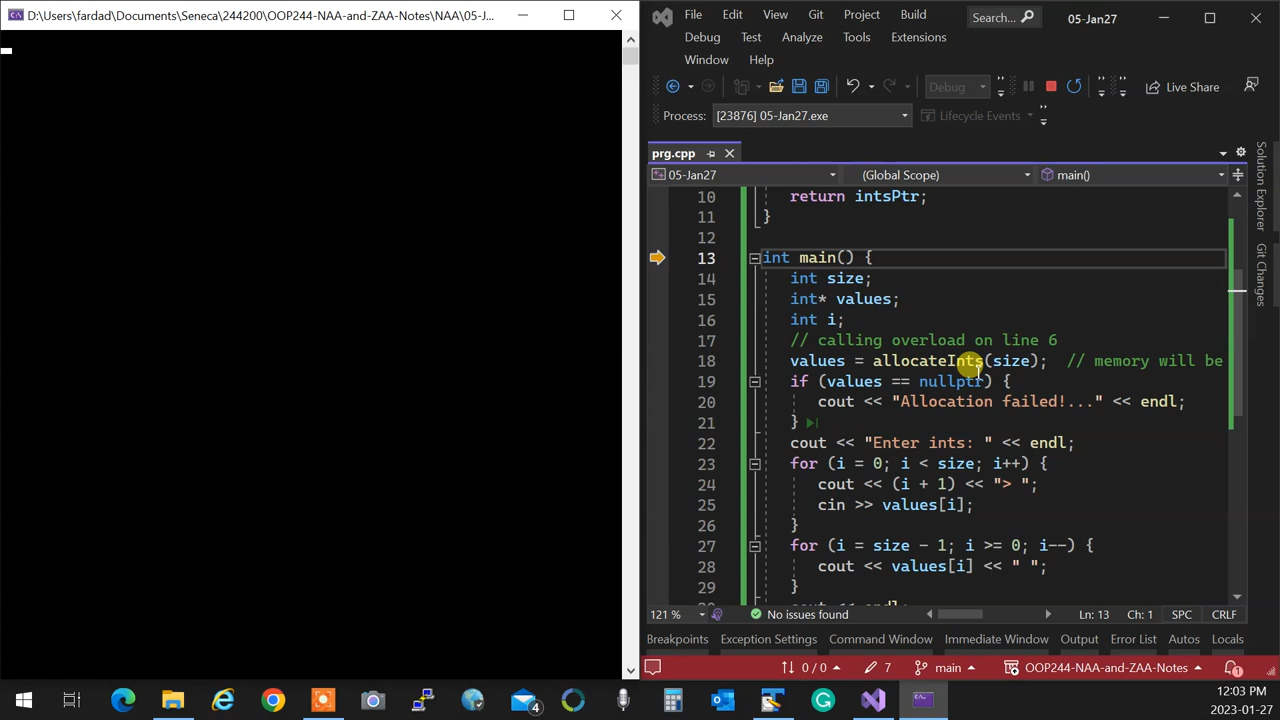 D:\Users\fardad\Documents\Seneca\244200\OOP244-NAA-and-ZAA-Notes\NAA\05-J...
File Edit View Git Project Build
Search...
05-Jan27
Debug Test Analyze Tools Extensions
Window Help
Debug
Live Share
Process: [23876] 05-Jan27.exe
Lifecycle Events
prg.cpp
05-Jan27
(Global Scope)
main()
10 return intsPtr;
11 }
12
13 int main() {
14 int size;
15 int* values;
16 int i;
17 // calling overload on line 6
18 values = allocateInts(size); // memory will be
19 if (values == nullptr) {
20 cout << "Allocation failed!..." << endl;
21 }
22 cout << "Enter ints: " << endl;
23 for (i = 0; i < size; i++) {
24 cout << (i + 1) << "> ";
25 cin >> values[i];
26 }
27 for (i = size - 1; i >= 0; i--) {
28 cout << values[i] << " ";
29 }
Solution Explorer
Git Changes
121 % No issues found Ln: 13 Ch: 1 SPC CRLF
Breakpoints Exception Settings Command Window Immediate Window Output Error List Autos Locals
0 / 0 7 main OOP244-NAA-and-ZAA-Notes 1
4
12:03 PM
2023-01-27